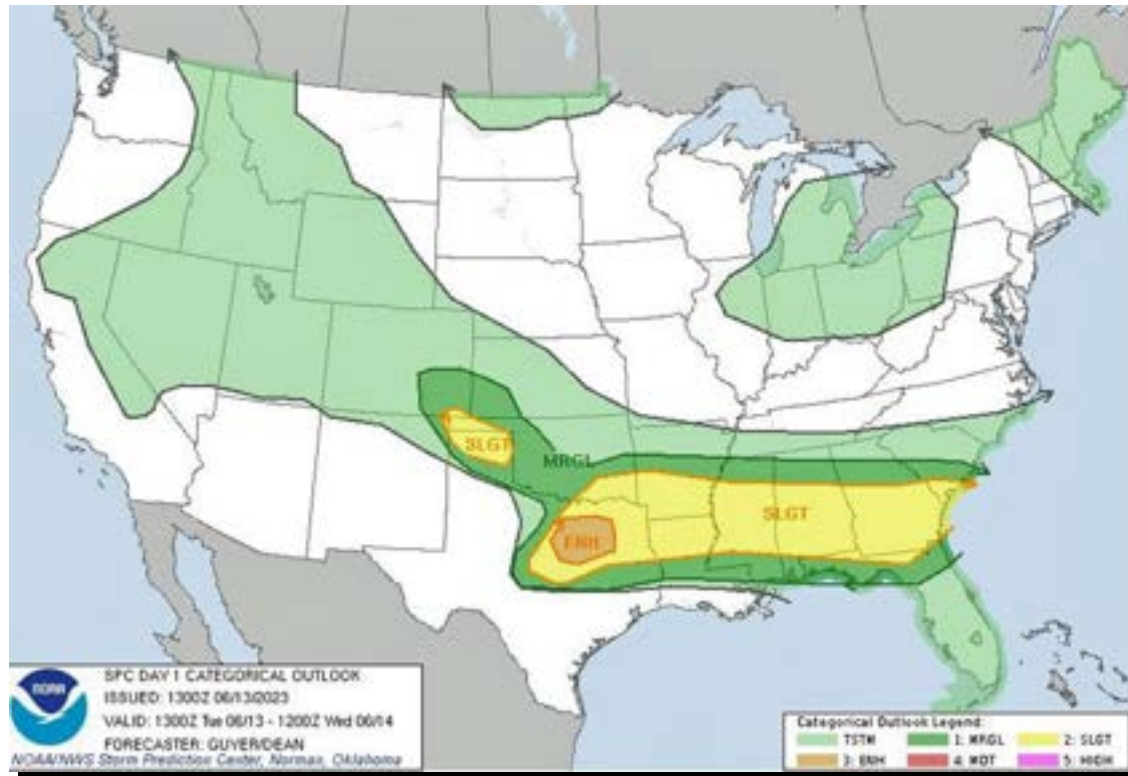 SLGT
MRGL
SLGT
ENH
noaa
SPC DAY 1 CATEGORICAL OUTLOOK
ISSUED: 1300Z 06/13/2023
VALID: 1300Z Tue 06/13 - 1200Z Wed 06/14
FORECASTER: GUYER/DEAN
NOAA/NWS Storm Prediction Center, Norman, Oklahoma
Categorical Outlook Legend:
TSTM 1: MRGL 2: SLGT
3: ENH 4: MDT 5: HIGH